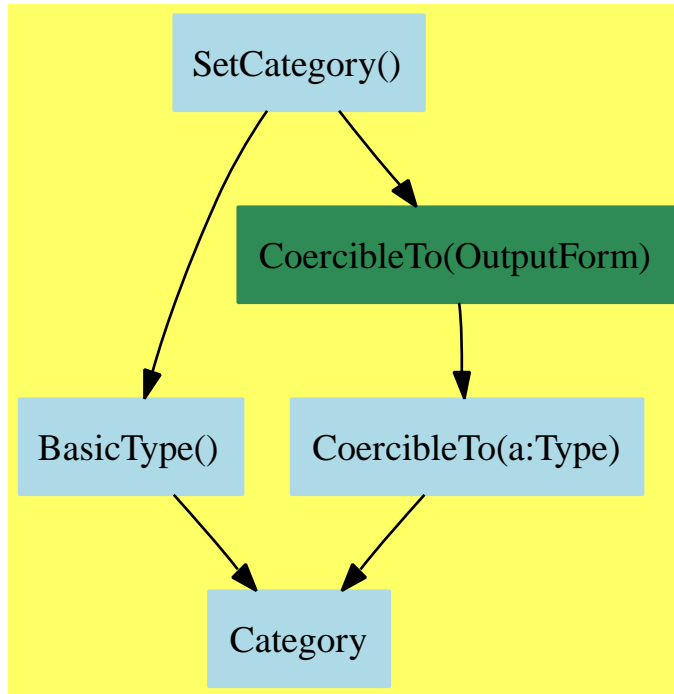 SetCategory()
CoercibleTo(OutputForm)
BasicType()
CoercibleTo(a:Type)
Category